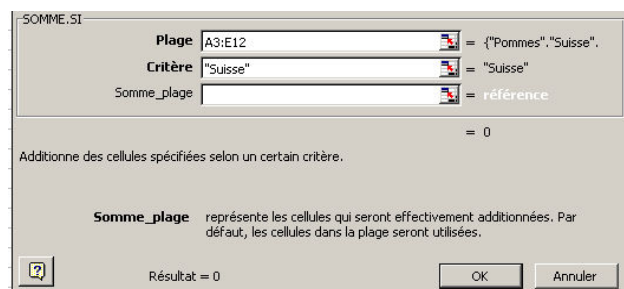 SOMME.SI
Plage A3:E12 = {"Pommes"."Suisse".
Critère "Suisse" = "Suisse"
Somme_plage = référence
= 0
Additionne des cellules spécifiées selon un certain critère.
Somme_plage représente les cellules qui seront effectivement additionnées. Par
défaut, les cellules dans la plage seront utilisées.
? Résultat = 0 OK Annuler